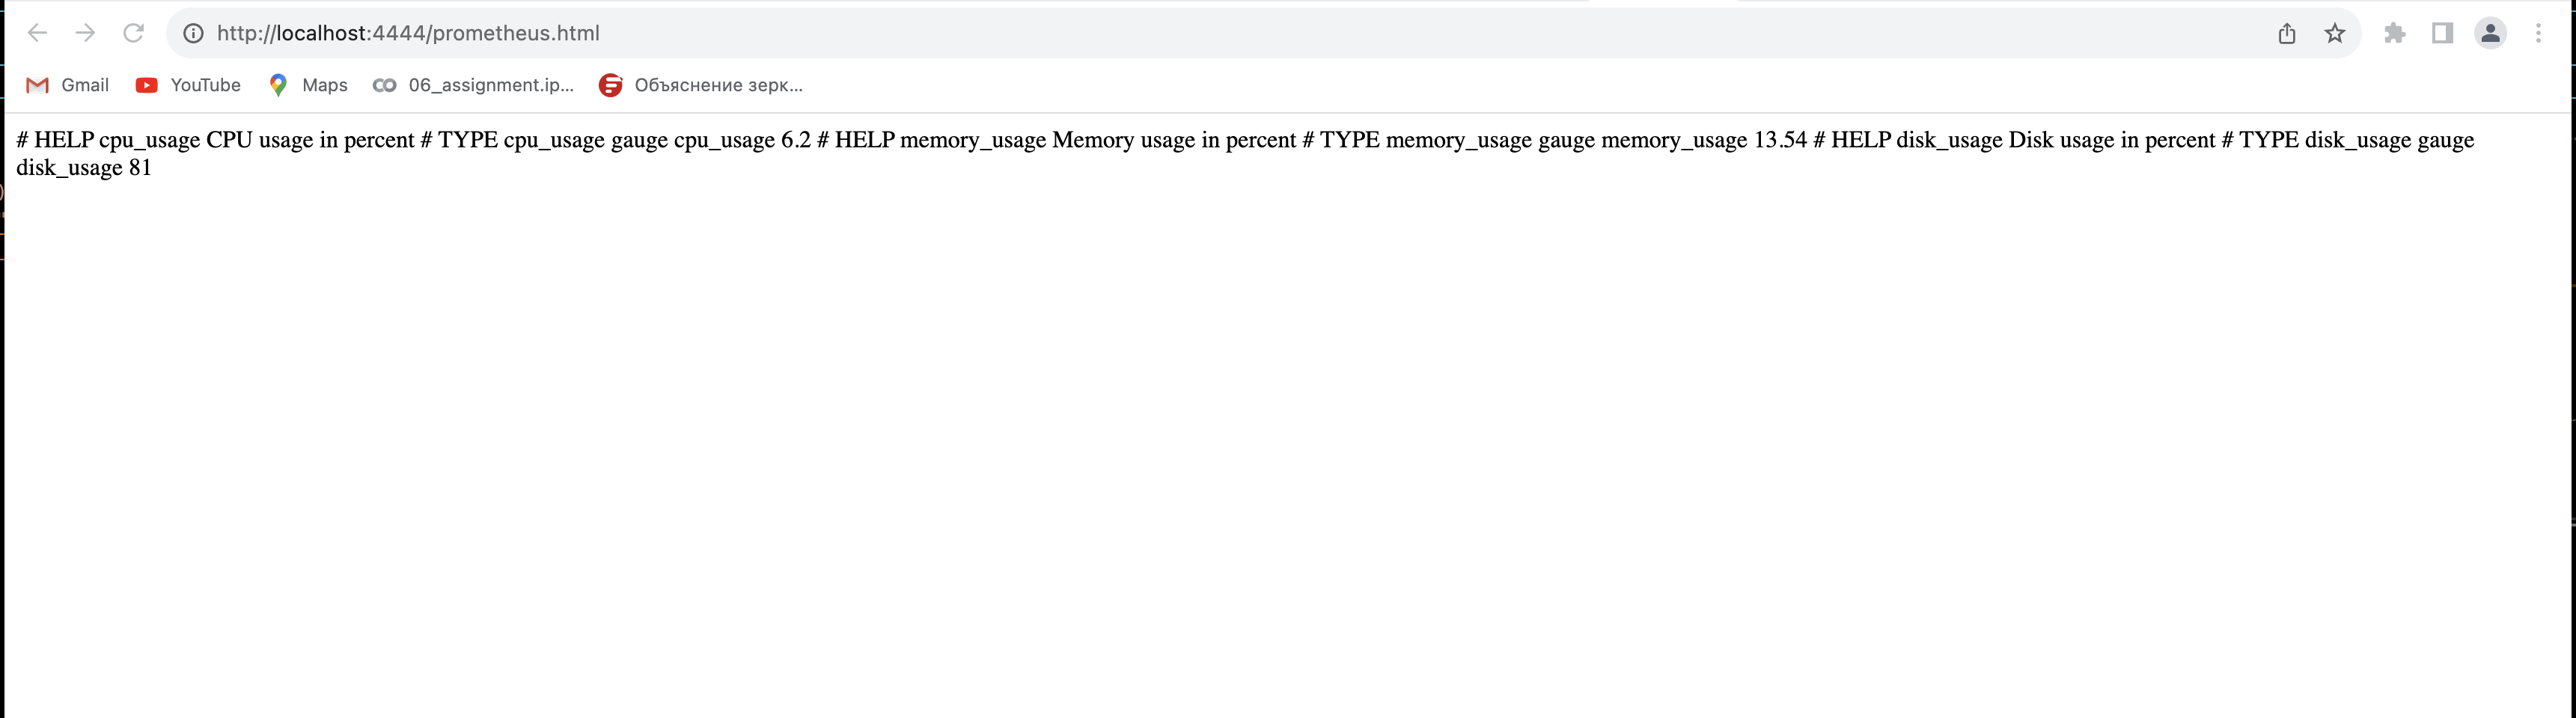 http://localhost:4444/prometheus.html
Gmail YouTube Maps 06_assignment.ip... Объяснение зерк...
# HELP cpu_usage CPU usage in percent # TYPE cpu_usage gauge cpu_usage 6.2 # HELP memory_usage Memory usage in percent # TYPE memory_usage gauge memory_usage 13.54 # HELP disk_usage Disk usage in percent # TYPE disk_usage gauge
disk_usage 81